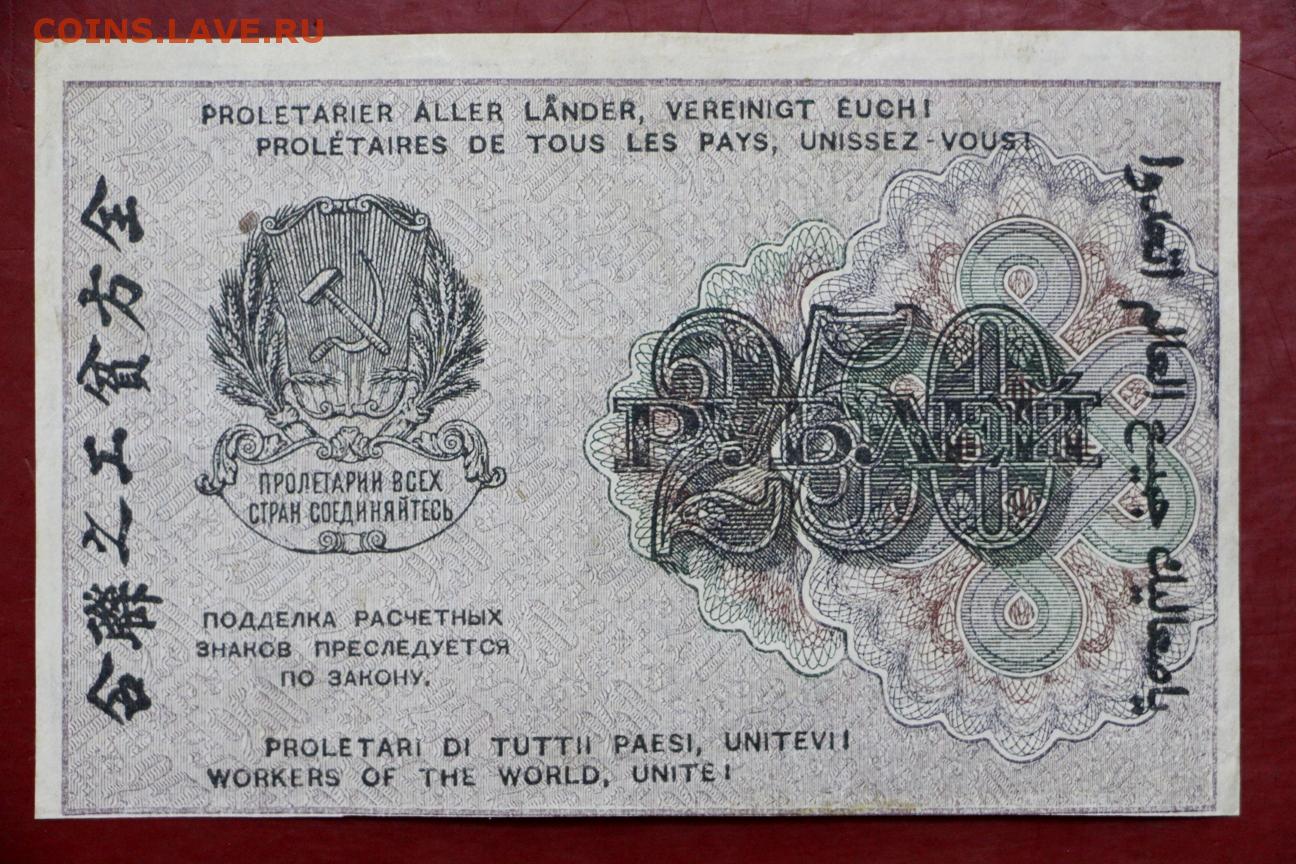 COINS.LAVE.RU
PROLETARIER ALLER LÄNDER, VEREINIGT EUCH!
PROLÉTAIRES DE TOUS LES PAYS, UNISSEZ-VOUS!
全方貧工之聯合
250
РУБЛЕЙ
ПРОЛЕТАРИИ ВСЕХ
СТРАН СОЕДИНЯЙТЕСЬ
ПОДДЕЛКА РАСЧЕТНЫХ
ЗНАКОВ ПРЕСЛЕДУЕТСЯ
ПО ЗАКОНУ.
PROLETARI DI TUTTII PAESI, UNITEVI!
WORKERS OF THE WORLD, UNITE!
جميع العالم